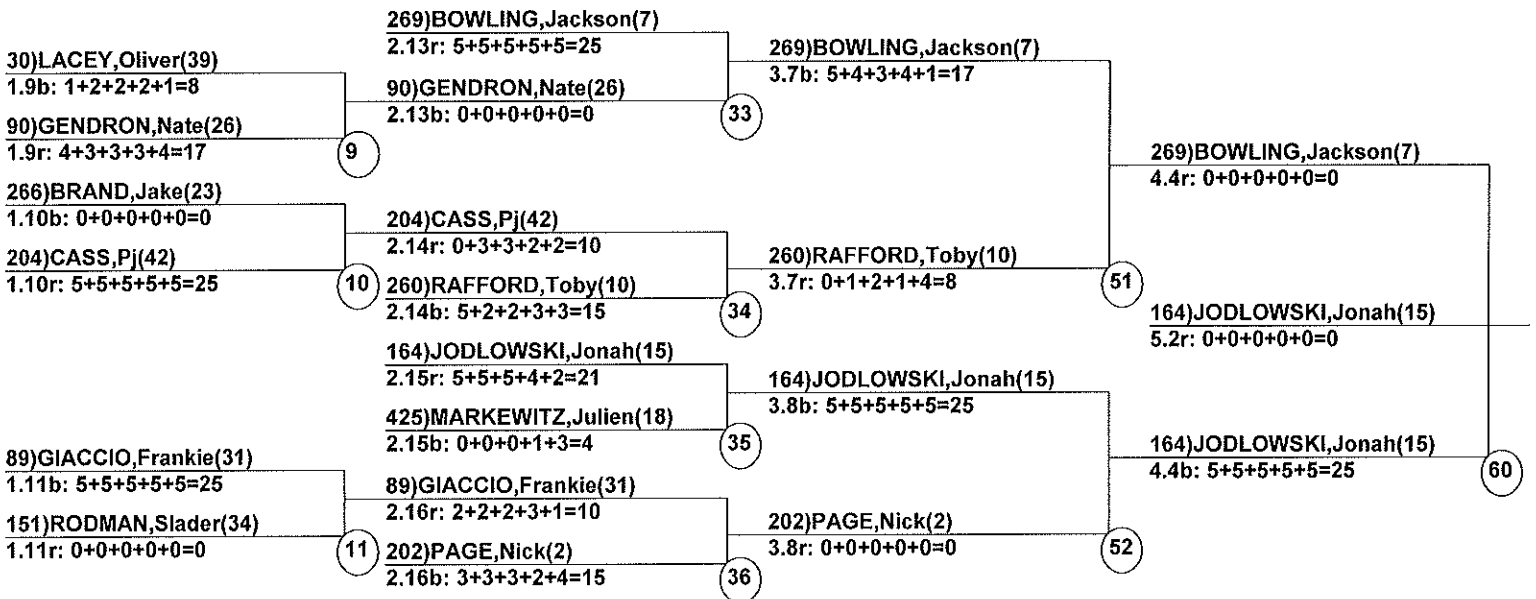 30)LACEY,Oliver(39)
1.9b: 1+2+2+2+1=8
90)GENDRON,Nate(26)
1.9r: 4+3+3+3+4=17
9
266)BRAND,Jake(23)
1.10b: 0+0+0+0+0=0
204)CASS,Pj(42)
1.10r: 5+5+5+5+5=25
10
89)GIACCIO,Frankie(31)
1.11b: 5+5+5+5+5=25
151)RODMAN,Slader(34)
1.11r: 0+0+0+0+0=0
11
269)BOWLING,Jackson(7)
2.13r: 5+5+5+5+5=25
90)GENDRON,Nate(26)
2.13b: 0+0+0+0+0=0
33
204)CASS,Pj(42)
2.14r: 0+3+3+2+2=10
260)RAFFORD,Toby(10)
2.14b: 5+2+2+3+3=15
34
164)JODLOWSKI,Jonah(15)
2.15r: 5+5+5+4+2=21
425)MARKEWITZ,Julien(18)
2.15b: 0+0+0+1+3=4
35
89)GIACCIO,Frankie(31)
2.16r: 2+2+2+3+1=10
202)PAGE,Nick(2)
2.16b: 3+3+3+2+4=15
36
269)BOWLING,Jackson(7)
3.7b: 5+4+3+4+1=17
260)RAFFORD,Toby(10)
3.7r: 0+1+2+1+4=8
51
164)JODLOWSKI,Jonah(15)
3.8b: 5+5+5+5+5=25
202)PAGE,Nick(2)
3.8r: 0+0+0+0+0=0
52
269)BOWLING,Jackson(7)
4.4r: 0+0+0+0+0=0
164)JODLOWSKI,Jonah(15)
5.2r: 0+0+0+0+0=0
164)JODLOWSKI,Jonah(15)
4.4b: 5+5+5+5+5=25
60